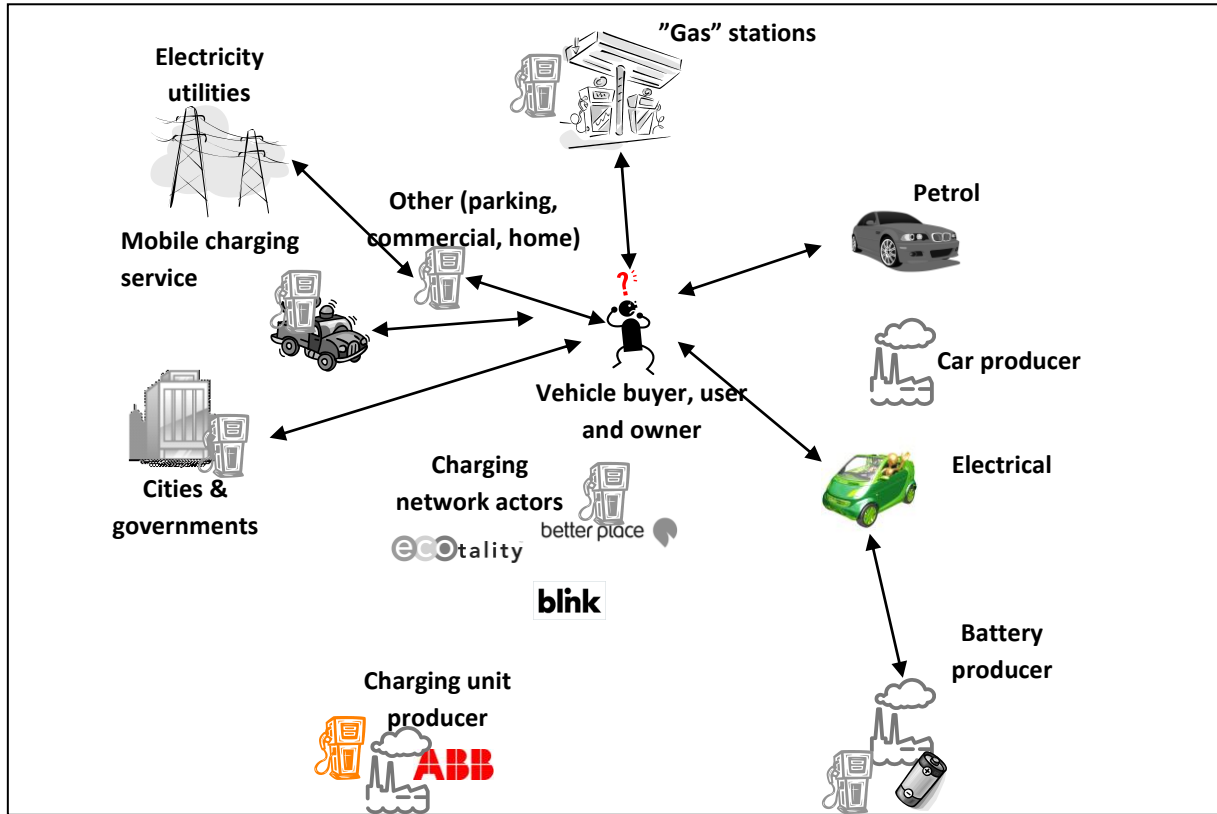 ”Gas” stations
Electricity
utilities
Other (parking,
commercial, home)
Petrol
Mobile charging
service
?
Car producer
Vehicle buyer, user
and owner
Cities &
governments
Charging
network actors
Electrical
better place
ecotality
blink
Battery
producer
Charging unit
producer
ABB